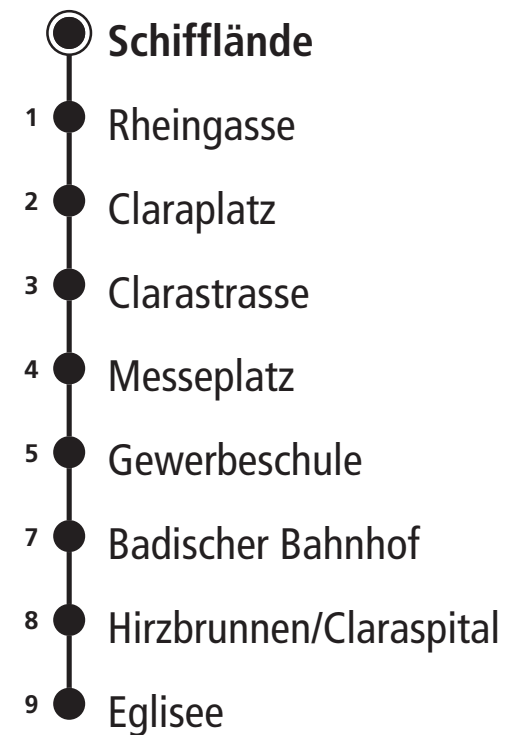 Schifflände
1 Rheingasse
2 Claraplatz
3 Clarastrasse
4 Messeplatz
5 Gewerbeschule
7 Badischer Bahnhof
8 Hirzbrunnen/Claraspital
9 Eglisee